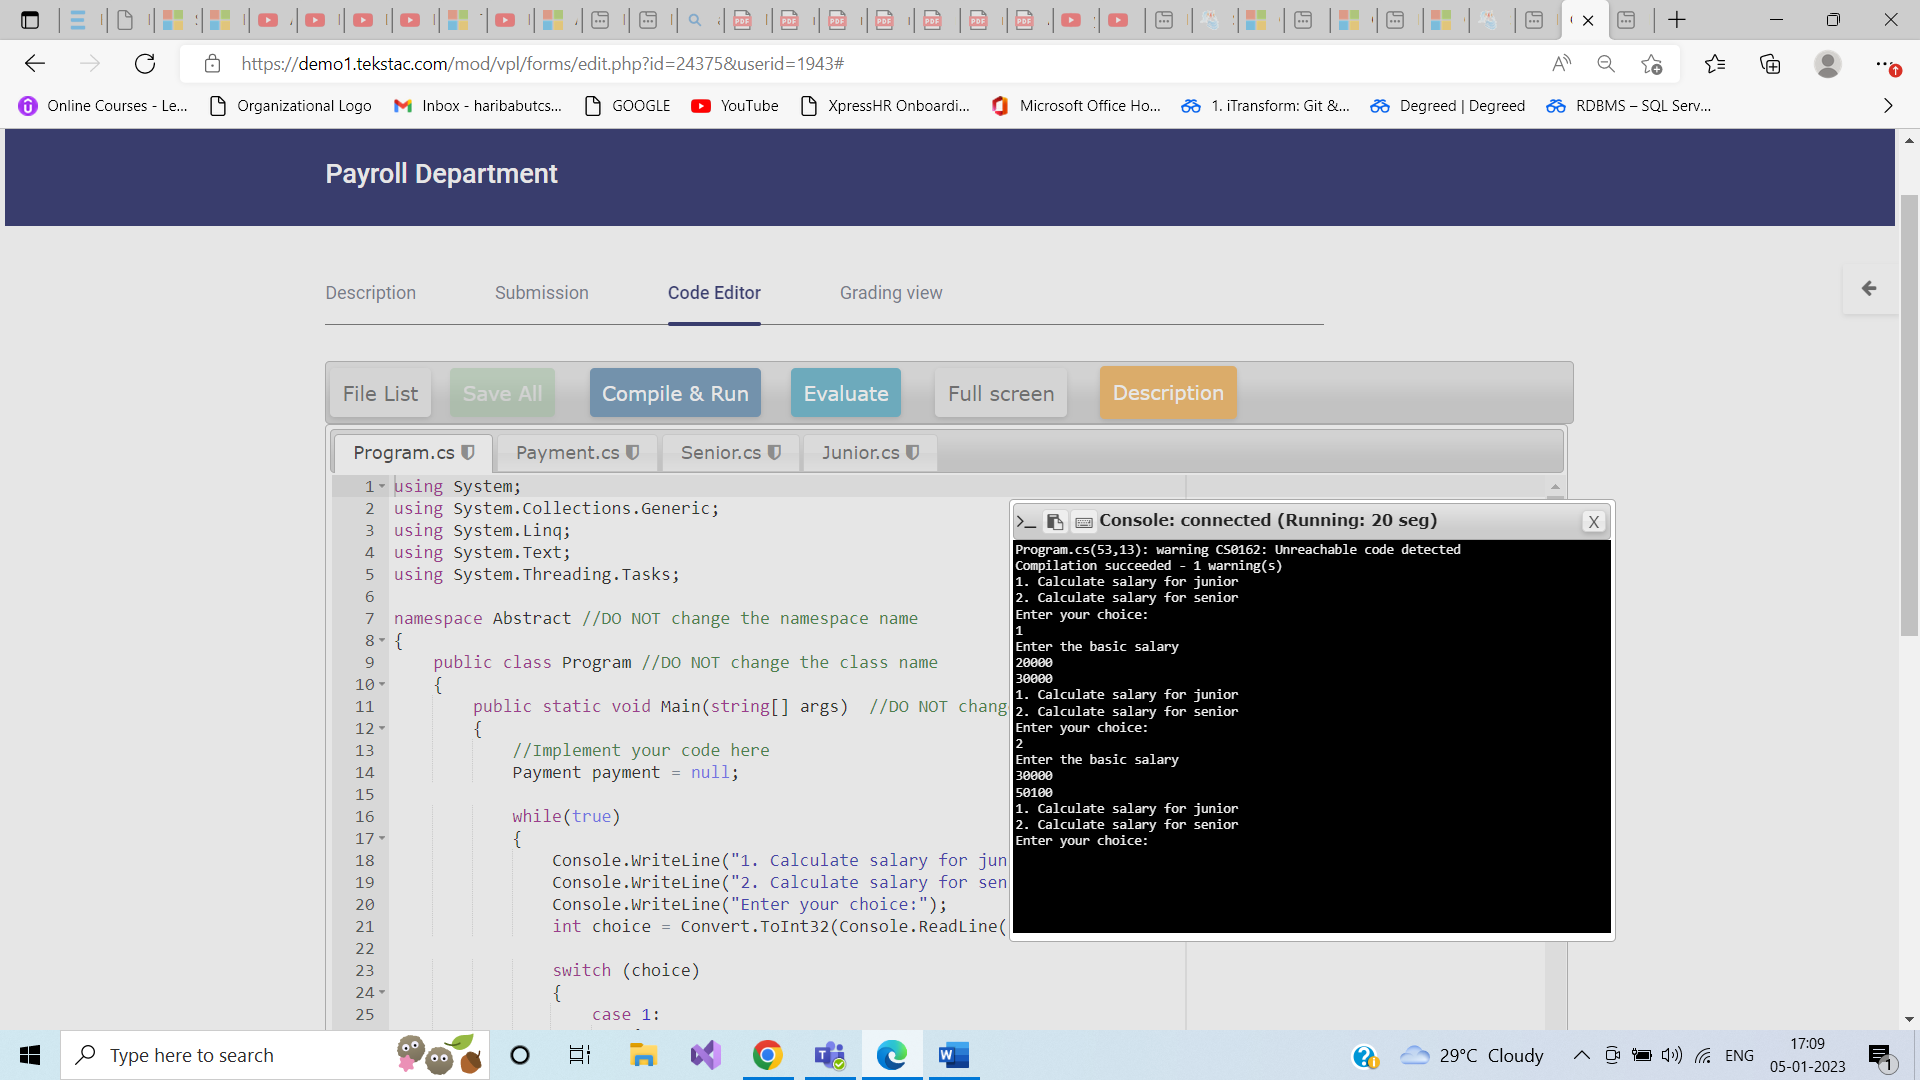 https://demo1.tekstac.com/mod/vpl/forms/edit.php?id=24375&userid=1943#
Online Courses - Le...
Organizational Logo
Inbox - haribabutcs...
GOOGLE
YouTube
XpressHR Onboardi...
Microsoft Office Ho...
1. iTransform: Git &...
Degreed | Degreed
RDBMS – SQL Serv...
Payroll Department
Description
Submission
Code Editor
Grading view
File List
Save All
Compile & Run
Evaluate
Full screen
Description
Program.cs
Payment.cs
Senior.cs
Junior.cs
1 using System;
2 using System.Collections.Generic;
3 using System.Linq;
4 using System.Text;
5 using System.Threading.Tasks;
6
7 namespace Abstract //DO NOT change the namespace name
8 {
9 public class Program //DO NOT change the class name
10 {
11 public static void Main(string[] args) //DO NOT chang
12 {
13 //Implement your code here
14 Payment payment = null;
15
16 while(true)
17 {
18 Console.WriteLine("1. Calculate salary for jun
19 Console.WriteLine("2. Calculate salary for sen
20 Console.WriteLine("Enter your choice:");
21 int choice = Convert.ToInt32(Console.ReadLine(
22
23 switch (choice)
24 {
25 case 1:
Console: connected (Running: 20 seg)
X
Program.cs(53,13): warning CS0162: Unreachable code detected
Compilation succeeded - 1 warning(s)
1. Calculate salary for junior
2. Calculate salary for senior
Enter your choice:
1
Enter the basic salary
20000
30000
1. Calculate salary for junior
2. Calculate salary for senior
Enter your choice:
2
Enter the basic salary
30000
50100
1. Calculate salary for junior
2. Calculate salary for senior
Enter your choice:
Type here to search
29°C Cloudy
ENG
17:09
05-01-2023
1